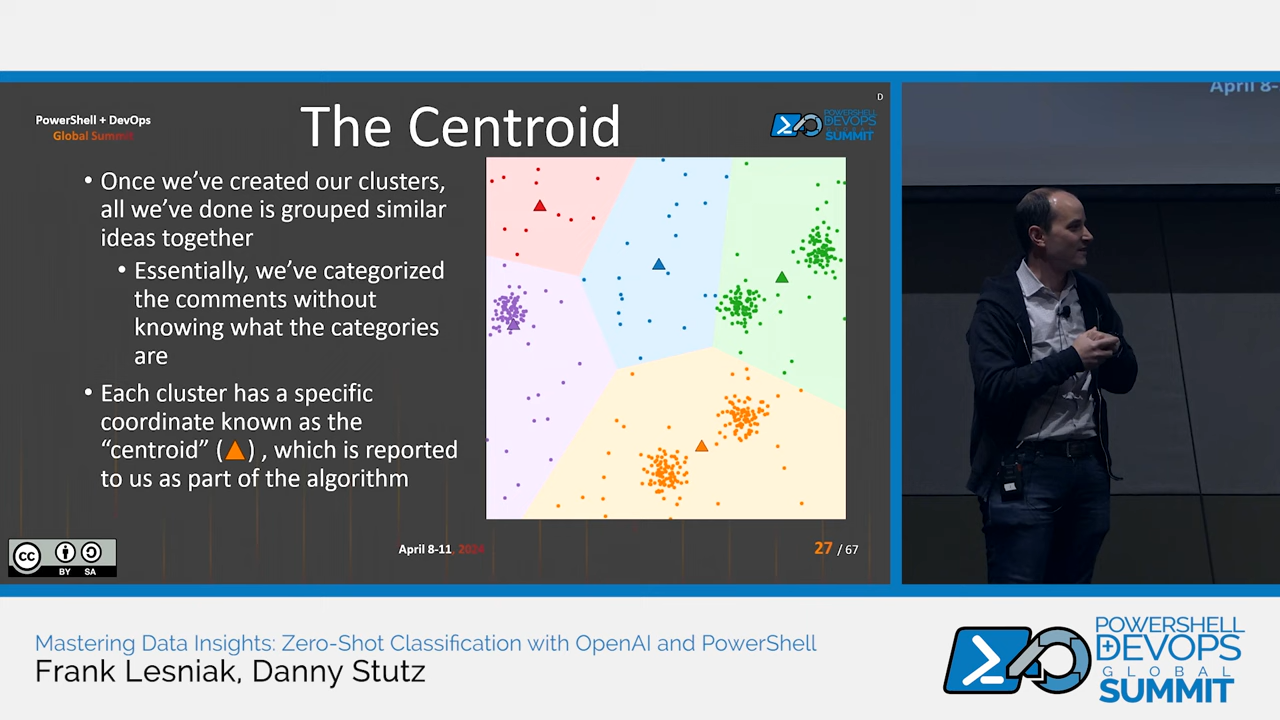 PowerShell + DevOps
Global Summit
The Centroid
D
POWERSHELL
DEVOPS
GLOBAL
SUMMIT
• Once we've created our clusters,
all we've done is grouped similar
ideas together
• Essentially, we've categorized
the comments without
knowing what the categories
are
• Each cluster has a specific
coordinate known as the
"centroid" (▲) , which is reported
to us as part of the algorithm
April 8-11, 2024
27 / 67
cc
BY SA
April 8-
Mastering Data Insights: Zero-Shot Classification with OpenAI and PowerShell
Frank Lesniak, Danny Stutz
POWERSHELL
DEVOPS
GLOBAL
SUMMIT